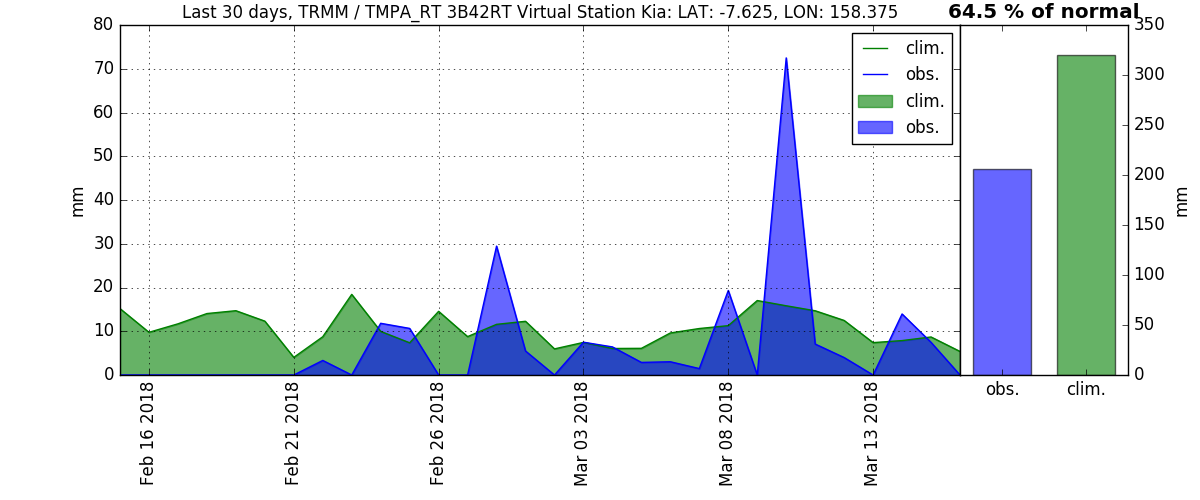 Last 30 days, TRMM / TMPA_RT 3B42RT Virtual Station Kia: LAT: -7.625, LON: 158.375
64.5 % of normal
80
70
60
50
40
30
20
10
0
mm
clim.
obs.
clim.
obs.
350
300
250
200
150
100
50
0
mm
Feb 16 2018
Feb 21 2018
Feb 26 2018
Mar 03 2018
Mar 08 2018
Mar 13 2018
obs.
clim.